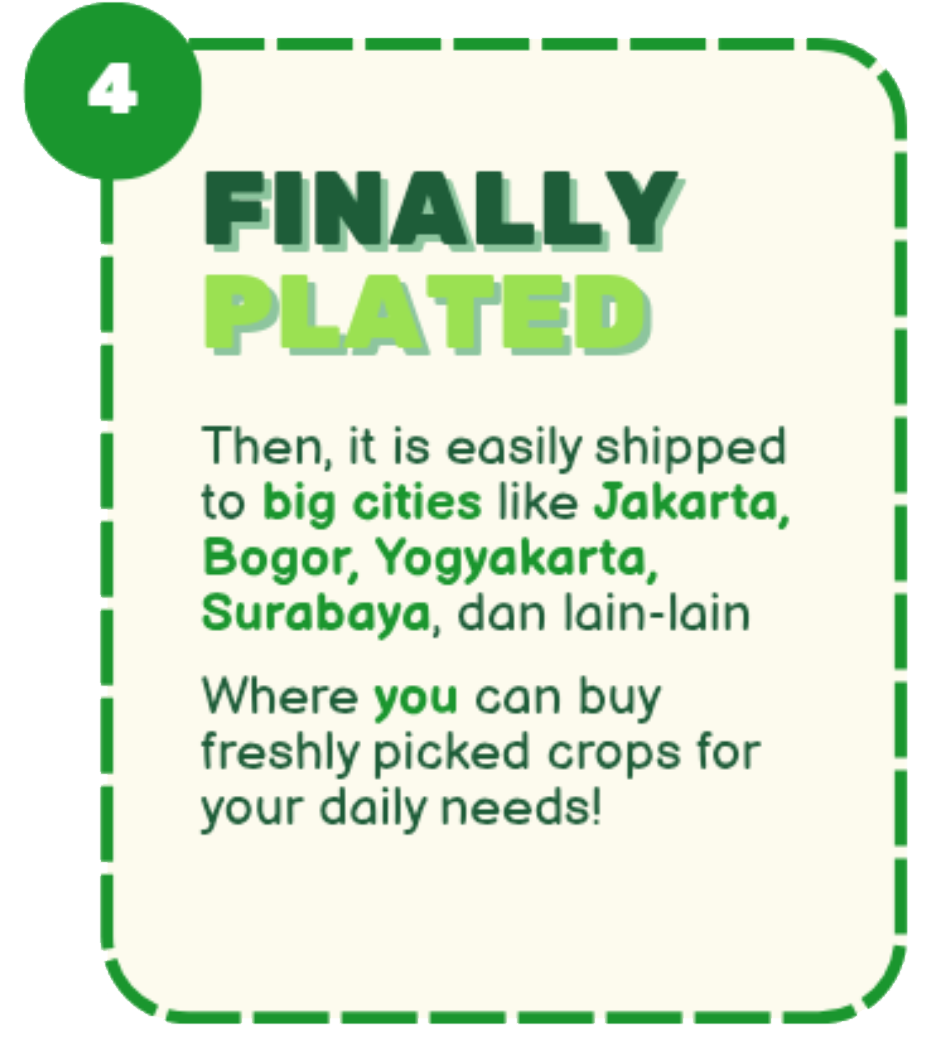 4
FINALLY
PLATED
Then, it is easily shipped
to big cities like Jakarta,
Bogor, Yogyakarta,
Surabaya, dan lain-lain
Where you can buy
freshly picked crops for
your daily needs!